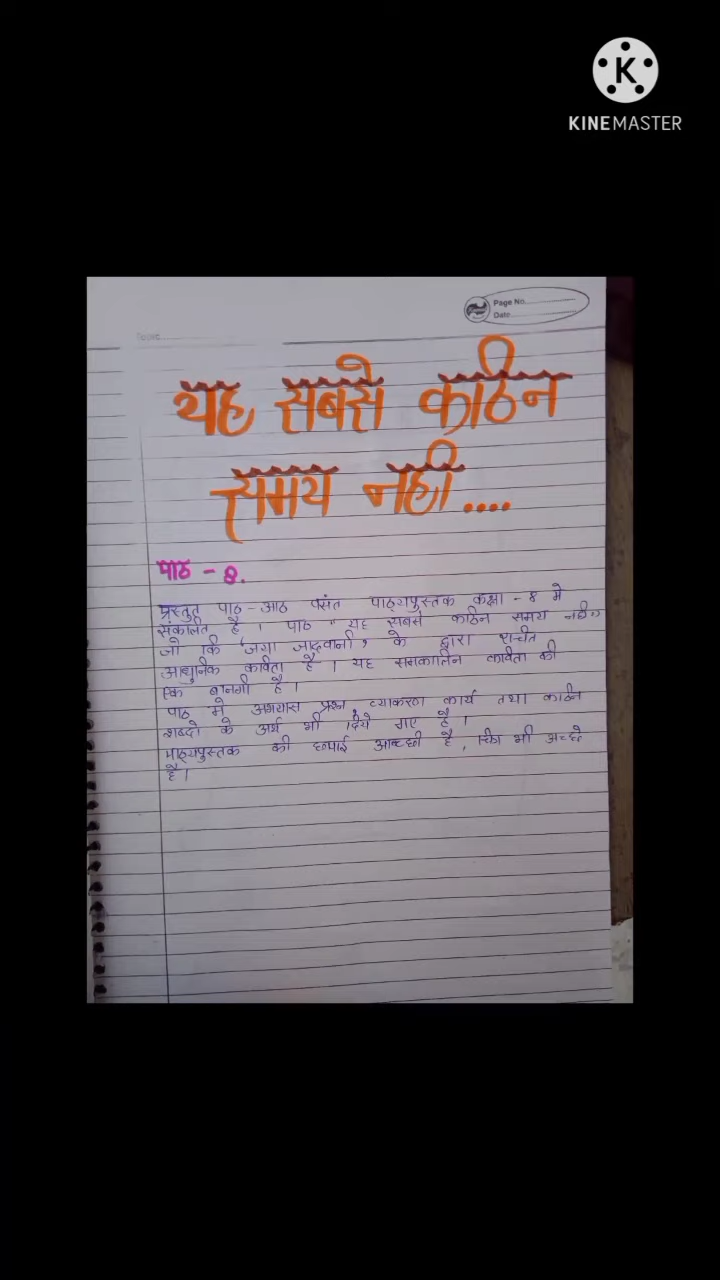 KINEMASTER
Page No.
Date
Topic
यह सबसे कठिन
समय नहीं ....
पाठ - 8.
प्रस्तुत पाठ - आठ वसंत पाठ्यपुस्तक कक्षा - 8 मे
संकलित है । पाठ " यह सबसे कठिन समय नहीं"
जो कि 'जया जादवानी' के द्वारा रचित
आधुनिक कविता है । यह समकालिन कविता की
कि बानगी है ।
पाठ मे अभ्यास प्रश्न, व्याकरण कार्य तथा कठिन
शब्दो के अर्थ भी दिये गए है ।
पाठ्यपुस्तक की छपाई अच्छी है, भी अच्छे
है ।